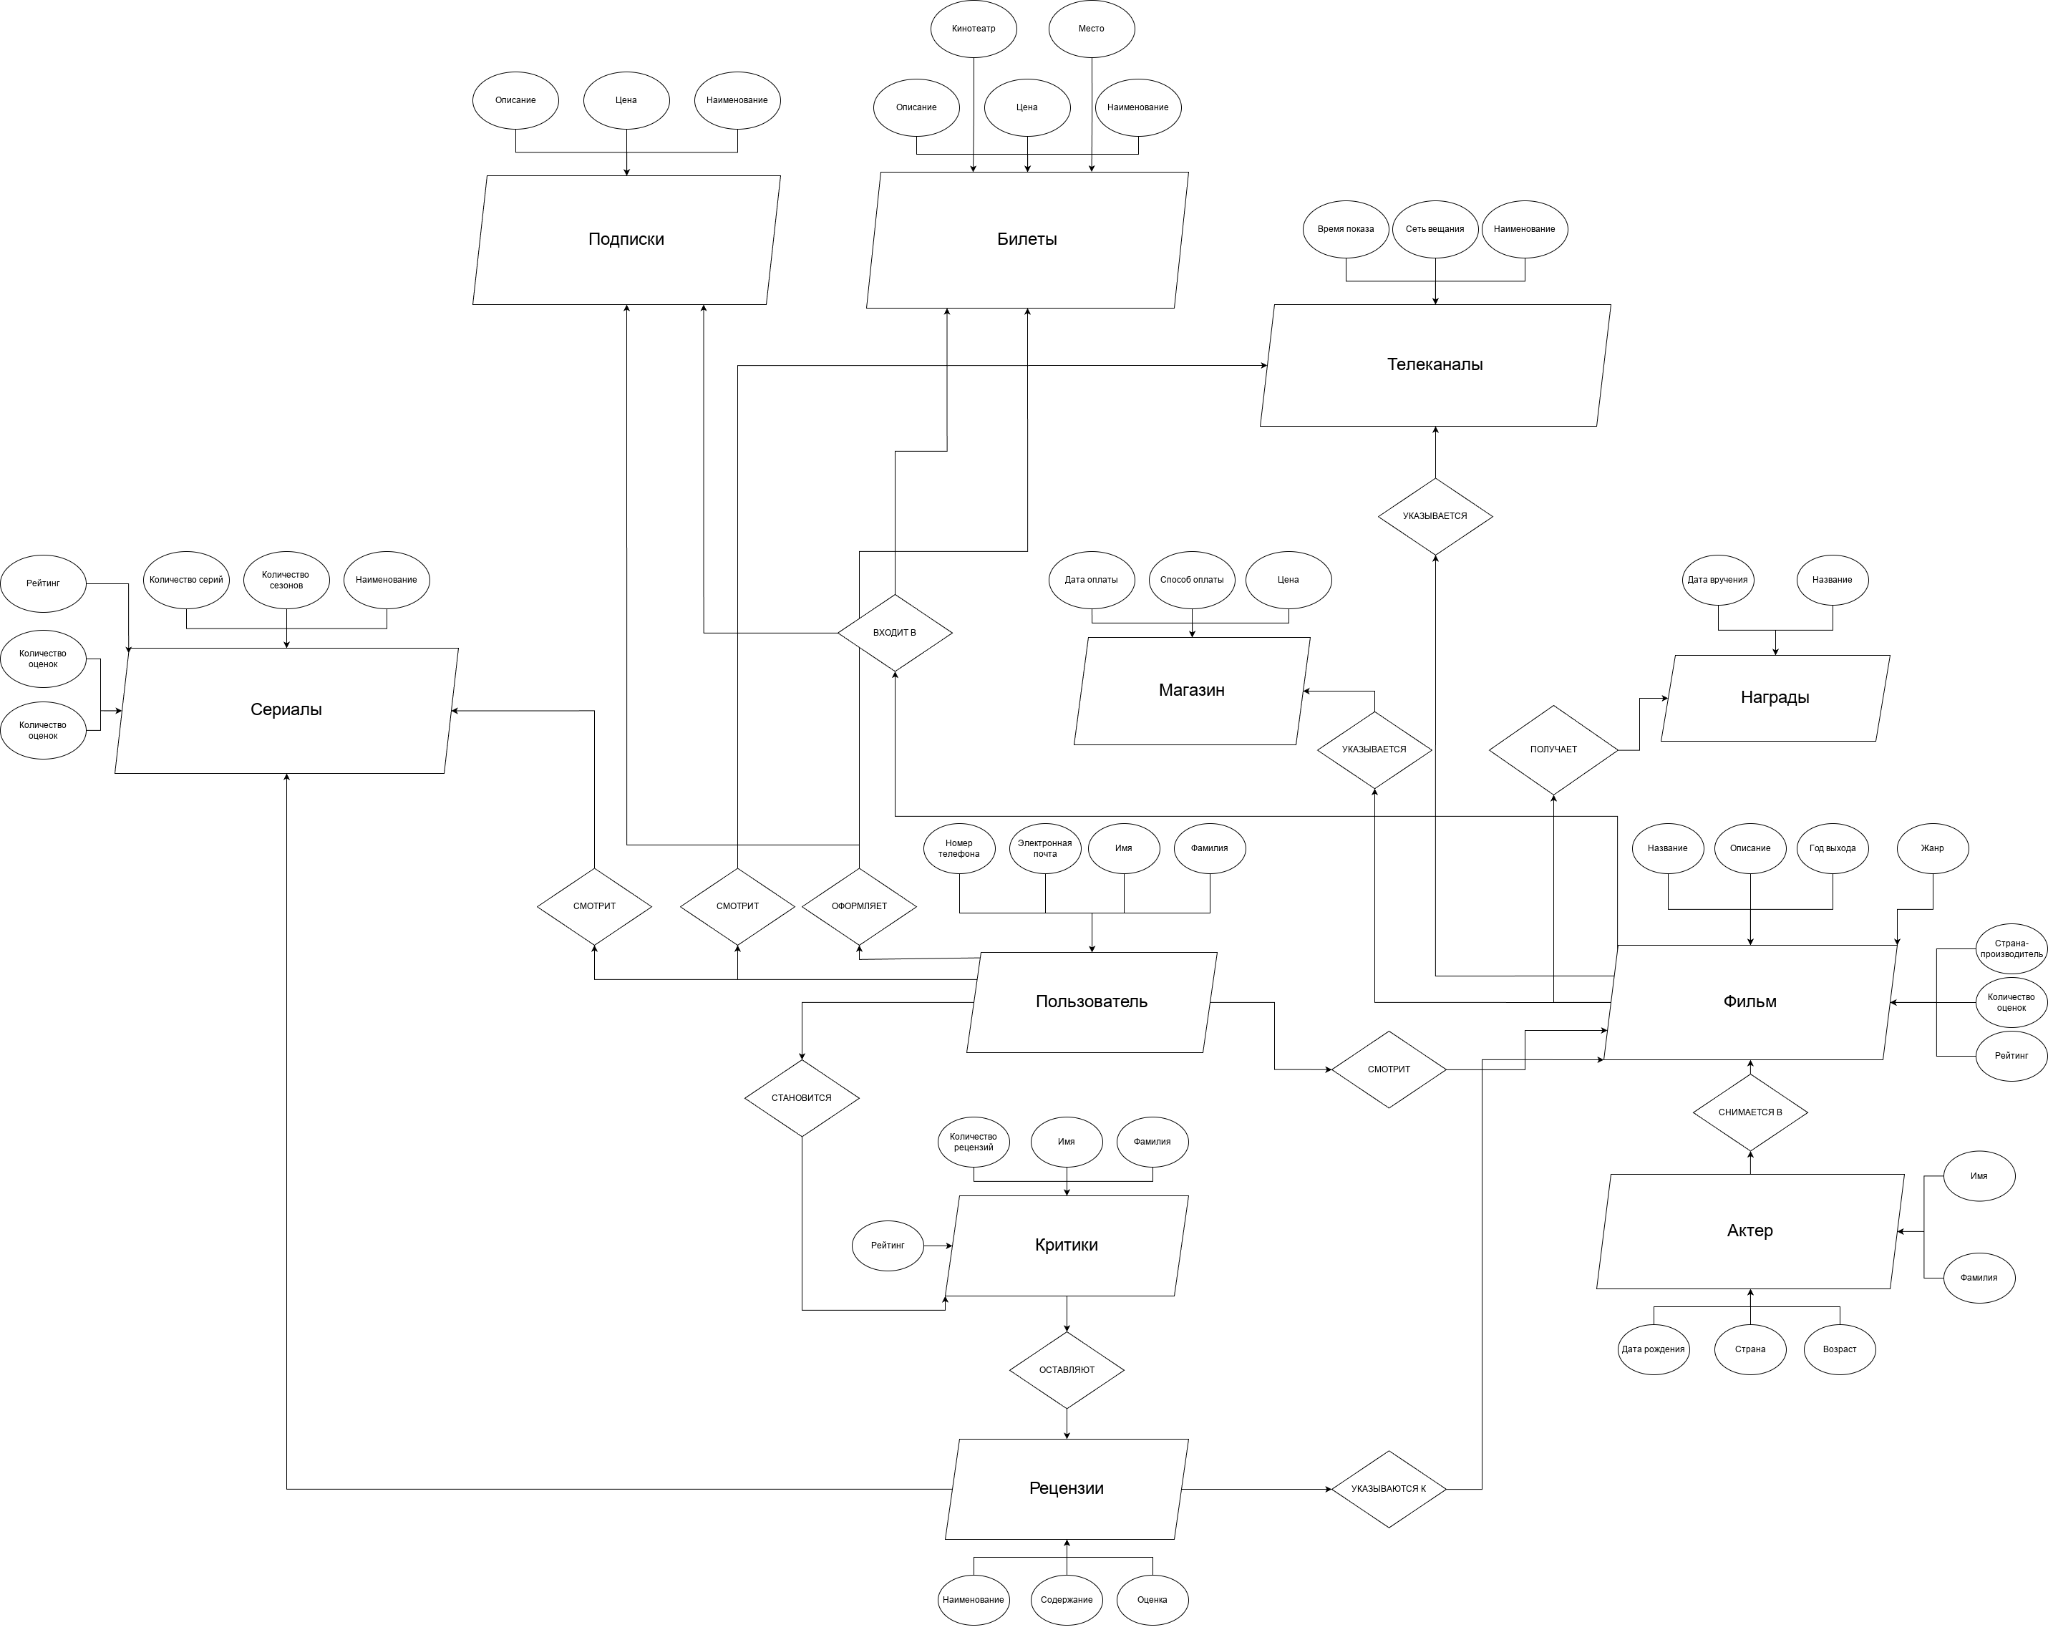 Кинотеатр
Место
Описание
Цена
Наименование
Описание
Цена
Наименование
Подписки
Билеты
Время показа
Сеть вещания
Наименование
Телеканалы
УКАЗЫВАЕТСЯ
Рейтинг
Количество серий
Количество
сезонов
Наименование
Количество
оценок
Количество
оценок
Сериалы
ВХОДИТ В
Дата оплаты
Способ оплаты
Цена
Магазин
УКАЗЫВАЕТСЯ
ПОЛУЧАЕТ
Дата вручения
Название
Награды
СМОТРИТ
СМОТРИТ
ОФОРМЛЯЕТ
Номер
телефона
Электронная
почта
Имя
Фамилия
Пользователь
Название
Описание
Год выхода
Жанр
Страна-
производитель
Количество
оценок
Рейтинг
Фильм
СМОТРИТ
СТАНОВИТСЯ
СНИМАЕТСЯ В
Количество
рецензий
Имя
Фамилия
Рейтинг
Критики
Актер
Имя
Фамилия
Дата рождения
Страна
Возраст
ОСТАВЛЯЮТ
Рецензии
УКАЗЫВАЮТСЯ К
Наименование
Содержание
Оценка